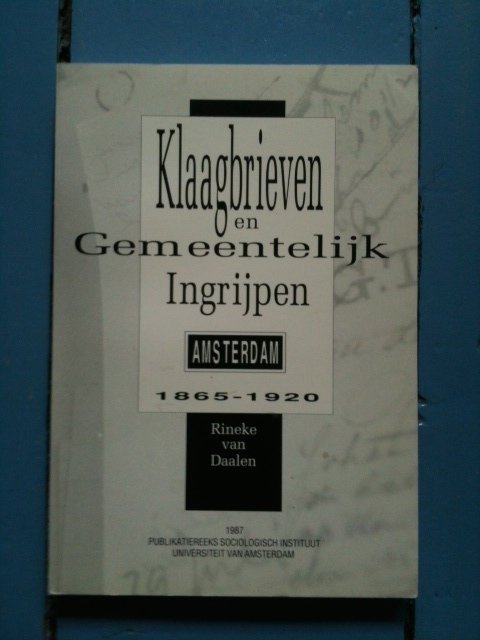 Klaagbrieven
en
Gemeentelijk
Ingrijpen
AMSTERDAM
1865-1920
Rineke
van
Daalen
1987
PUBLIKATIEREEKS SOCIOLOGISCH INSTITUUT
UNIVERSITEIT VAN AMSTERDAM